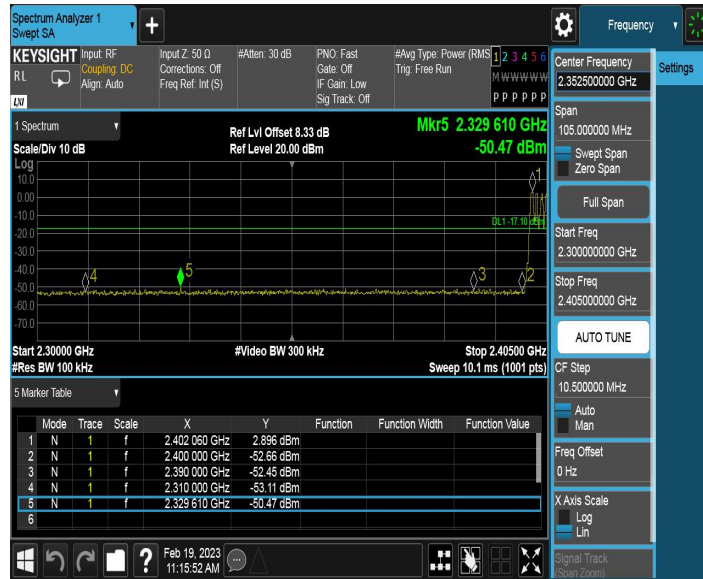 Spectrum Analyzer 1
Swept SA
Frequency
KEYSIGHT
RL
LXI
Input: RF
Coupling: DC
Align: Auto
Input Z: 50 Ω
Corrections: Off
Freq Ref: Int (S)
#Atten: 30 dB
PNO: Fast
Gate: Off
IF Gain: Low
Sig Track: Off
#Avg Type: Power (RMS
Trig: Free Run
1 2 3 4 5 6
M W W W W W
P P P P P P
1 Spectrum
Scale/Div 10 dB
Ref Lvl Offset 8.33 dB
Ref Level 20.00 dBm
Mkr5 2.329 610 GHz
-50.47 dBm
Log
10.0
0.00
-10.0
-20.0
-30.0
-40.0
-50.0
-60.0
-70.0
1
DL1 -17.10 dBm
4
5
3
2
Start 2.30000 GHz
#Res BW 100 kHz
#Video BW 300 kHz
Stop 2.40500 GHz
Sweep 10.1 ms (1001 pts)
5 Marker Table
Mode Trace Scale X Y Function Function Width Function Value
1 N 1 f 2.402 060 GHz 2.896 dBm
2 N 1 f 2.400 000 GHz -52.66 dBm
3 N 1 f 2.390 000 GHz -52.45 dBm
4 N 1 f 2.310 000 GHz -53.11 dBm
5 N 1 f 2.329 610 GHz -50.47 dBm
6
?
Feb 19, 2023
11:15:52 AM
Center Frequency
2.352500000 GHz
Settings
Span
105.000000 MHz
Swept Span
Zero Span
Full Span
Start Freq
2.300000000 GHz
Stop Freq
2.405000000 GHz
AUTO TUNE
CF Step
10.500000 MHz
Auto
Man
Freq Offset
0 Hz
X Axis Scale
Log
Lin
Signal Track
(Span Zoom)